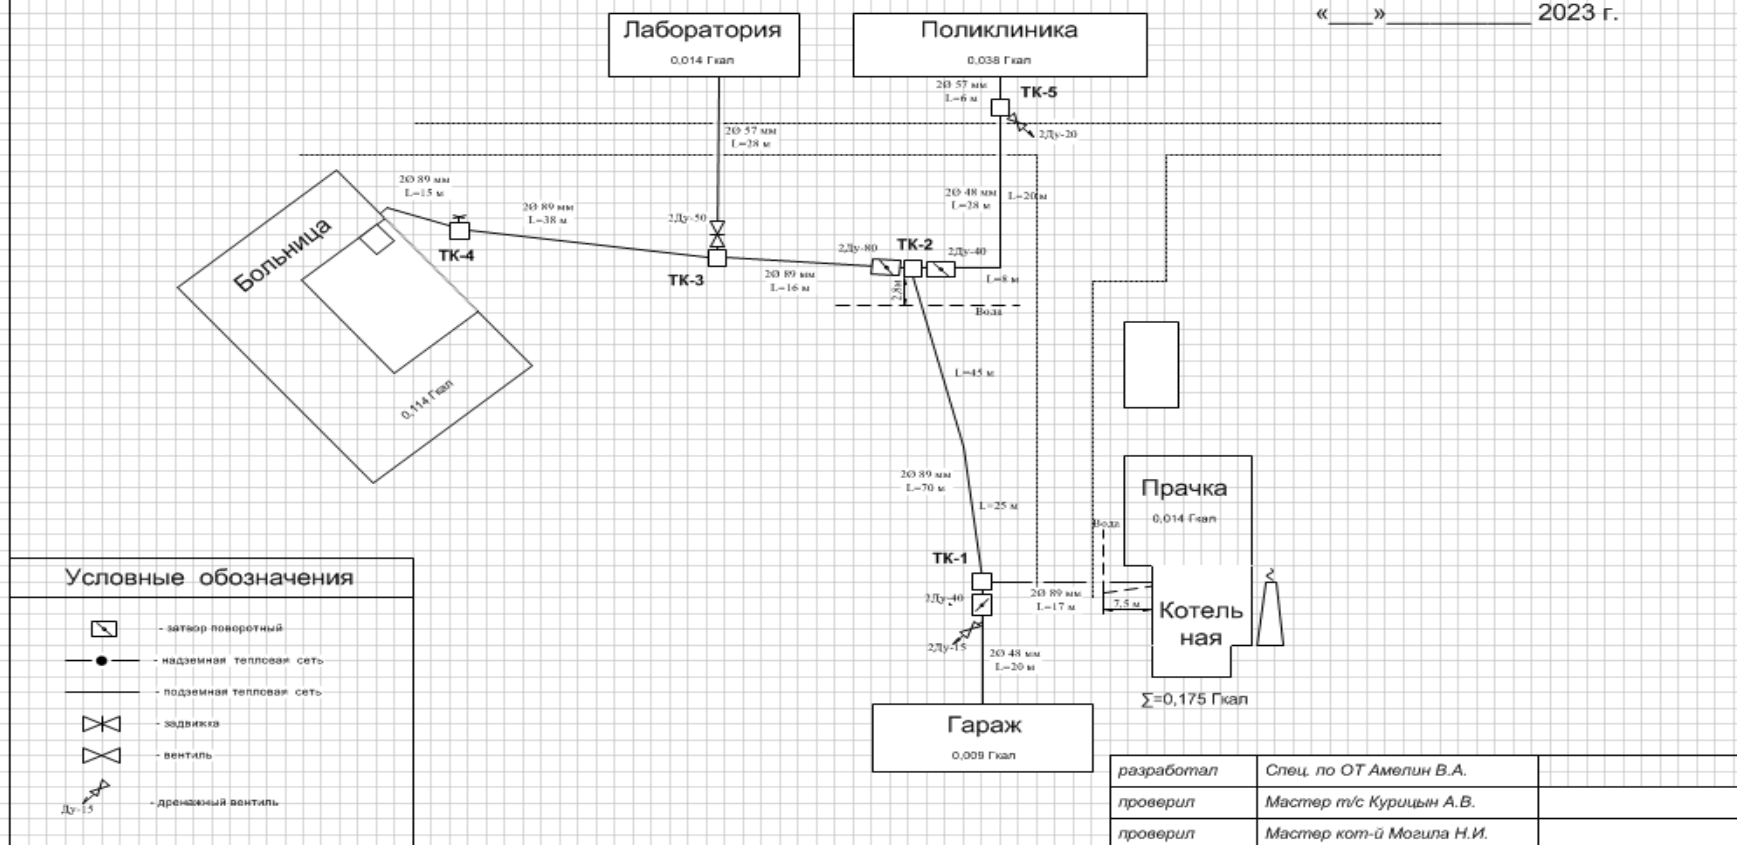 «___»___________ 2023 г.
Лаборатория
0,014 Гкал
Поликлиника
0,038 Гкал
2Ø 57 мм
L=6 м
ТК-5
2Ду-20
2Ø 57 мм
L=28 м
2Ø 89 мм
L=15 м
2Ø 89 мм
L=38 м
2Ø 48 мм
L=28 м
L=20м
Больница
0,114 Гкал
ТК-4
2Ду-50
ТК-3
2Ø 89 мм
L=16 м
2Ду-80
ТК-2
2Ду-40
L=8 м
2,8м
Вода
L=45 м
2Ø 89 мм
L=70 м
L=25 м
Прачка
0,014 Гкал
Вода
ТК-1
2Ду-40
2Ø 89 мм
L=17 м
7,5 м
Котель
ная
2Ду-15
2Ø 48 мм
L=20 м
∑=0,175 Гкал
Гараж
0,009 Гкал
Условные обозначения
- затвор поворотный
- надземная тепловая сеть
- подземная тепловая сеть
- задвижка
- вентиль
Ду-15
- дренажный вентиль
разработал Спец. по ОТ Амелин В.А.
проверил Мастер т/с Курицын А.В.
проверил Мастер кот-й Могила Н.И.